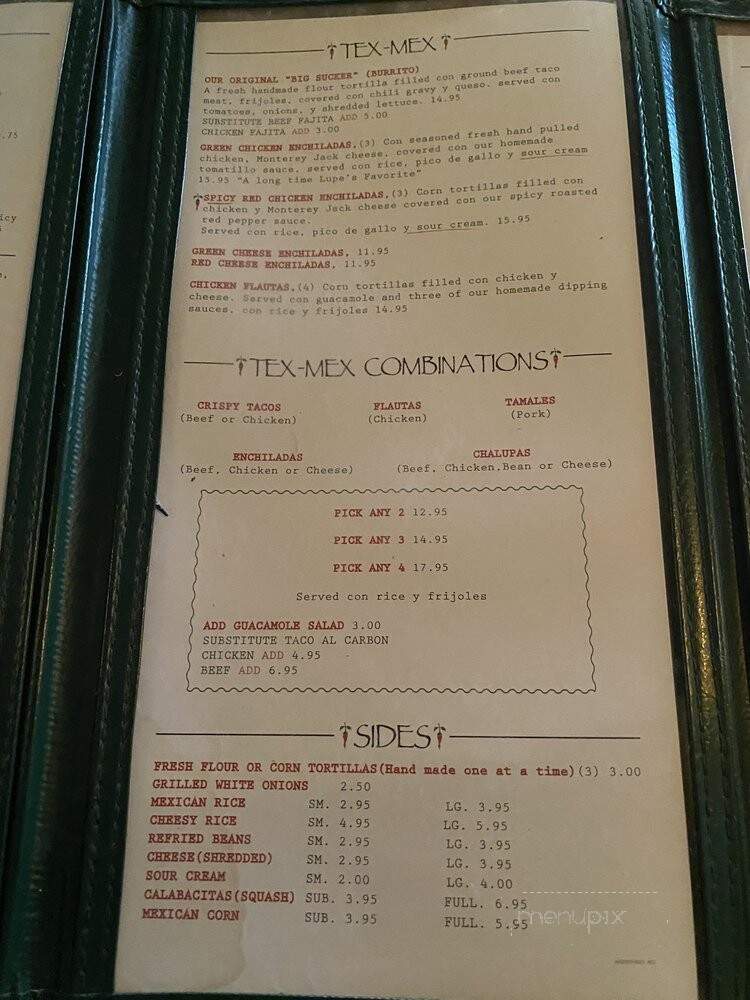 TEX-MEX
OUR ORIGINAL "BIG SUCKER" (BURRITO)
A fresh handmade flour tortilla filled con ground beef taco
meat, frijoles, covered con chili gravy y queso. served con
tomatoes, onions, y shredded lettuce. 14.95
SUBSTITUTE BEEF FAJITA ADD 5.00
CHICKEN FAJITA ADD 3.00
GREEN CHICKEN ENCHILADAS,(3) Con seasoned fresh hand pulled
chicken, Monterey Jack cheese, covered con our homemade
tomatillo sauce, served con rice, pico de gallo y sour cream
15.95 "A long time Lupe's Favorite"
SPICY RED CHICKEN ENCHILADAS,(3) Corn tortillas filled con
chicken y Monterey Jack cheese covered con our spicy roasted
red pepper sauce.
Served con rice, pico de gallo y sour cream. 15.95
GREEN CHEESE ENCHILADAS, 11.95
RED CHEESE ENCHILADAS, 11.95
CHICKEN FLAUTAS,(4) Corn tortillas filled con chicken y
cheese. Served con guacamole and three of our homemade dipping
sauces, con rice y frijoles 14.95
TEX-MEX COMBINATIONS
CRISPY TACOS FLAUTAS TAMALES
(Beef or Chicken) (Chicken) (Pork)
ENCHILADAS CHALUPAS
(Beef, Chicken or Cheese) (Beef, Chicken,Bean or Cheese)
PICK ANY 2 12.95
PICK ANY 3 14.95
PICK ANY 4 17.95
Served con rice y frijoles
ADD GUACAMOLE SALAD 3.00
SUBSTITUTE TACO AL CARBON
CHICKEN ADD 4.95
BEEF ADD 6.95
SIDES
FRESH FLOUR OR CORN TORTILLAS(Hand made one at a time)(3) 3.00
GRILLED WHITE ONIONS 2.50
MEXICAN RICE SM. 2.95 LG. 3.95
CHEESY RICE SM. 4.95 LG. 5.95
REFRIED BEANS SM. 2.95 LG. 3.95
CHEESE(SHREDDED) SM. 2.95 LG. 3.95
SOUR CREAM SM. 2.00 LG. 4.00
CALABACITAS(SQUASH) SUB. 3.95 FULL. 6.95
MEXICAN CORN SUB. 3.95 FULL. 5.95
menupix